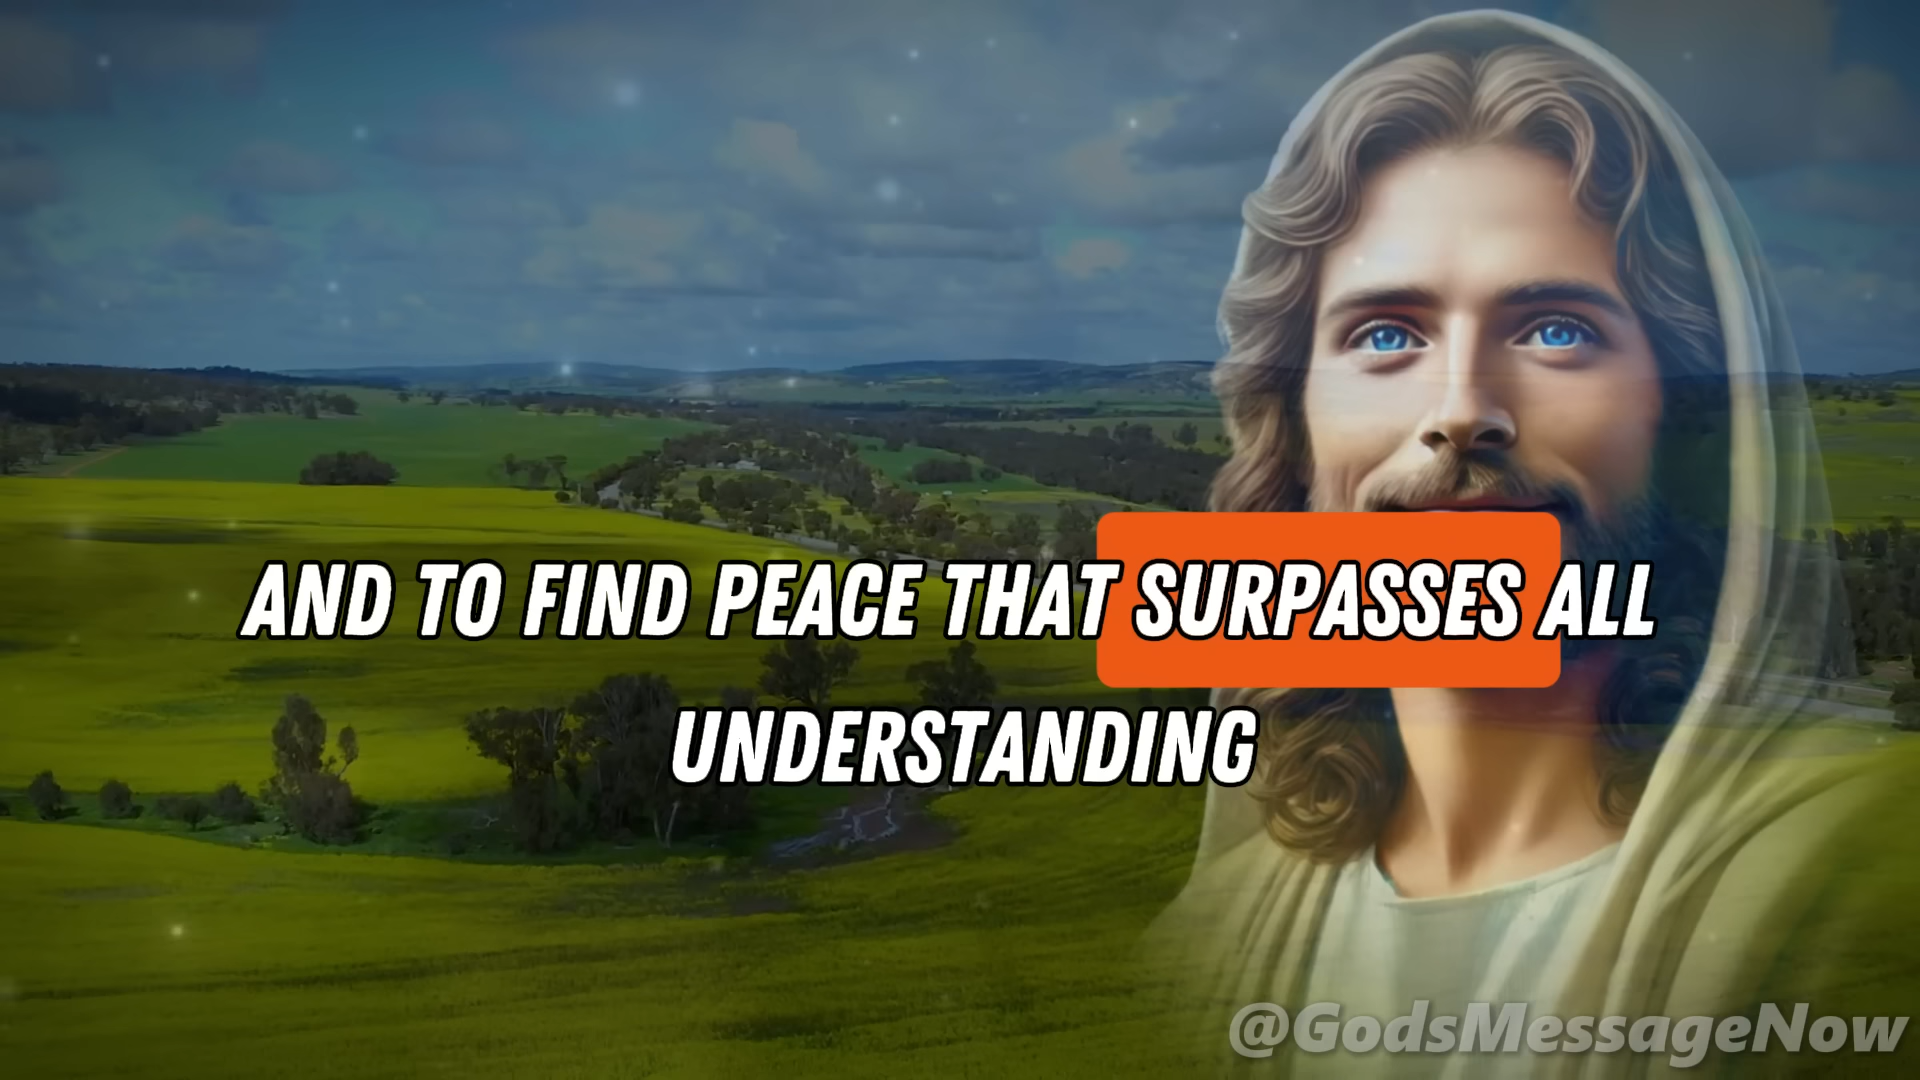 AND TO FIND PEACE THAT SURPASSES ALL
UNDERSTANDING
@GodsMessageNow